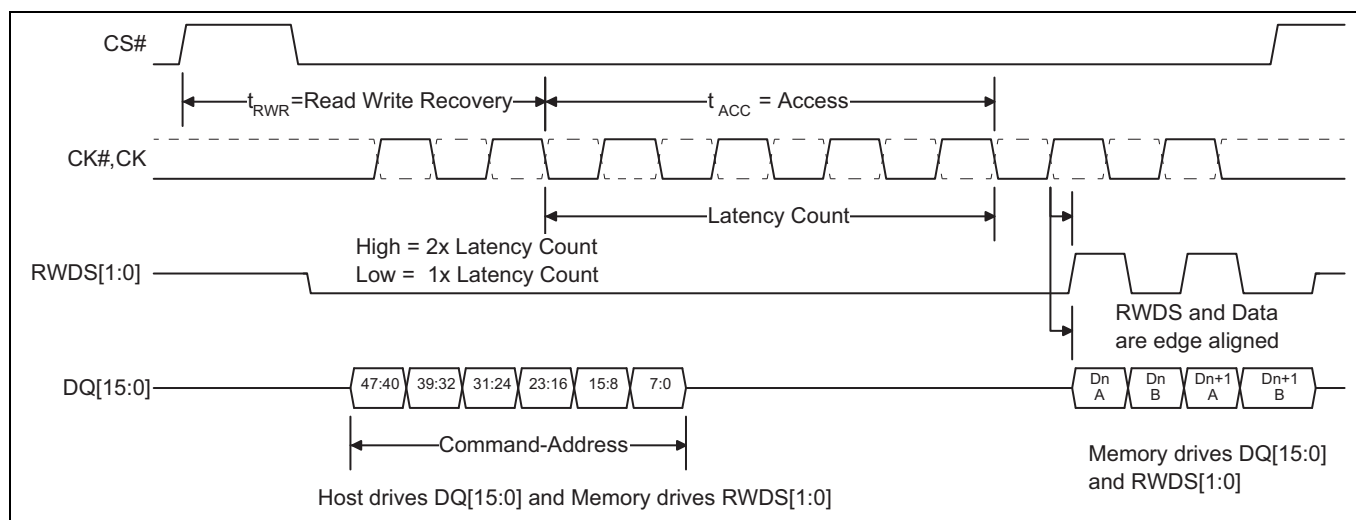 CS#
tRWR=Read Write Recovery
tACC = Access
CK#,CK
Latency Count
High = 2x Latency Count
Low = 1x Latency Count
RWDS[1:0]
RWDS and Data
are edge aligned
DQ[15:0]
47:40
39:32
31:24
23:16
15:8
7:0
Dn
A
Dn
B
Dn+1
A
Dn+1
B
Command-Address
Memory drives DQ[15:0]
and RWDS[1:0]
Host drives DQ[15:0] and Memory drives RWDS[1:0]